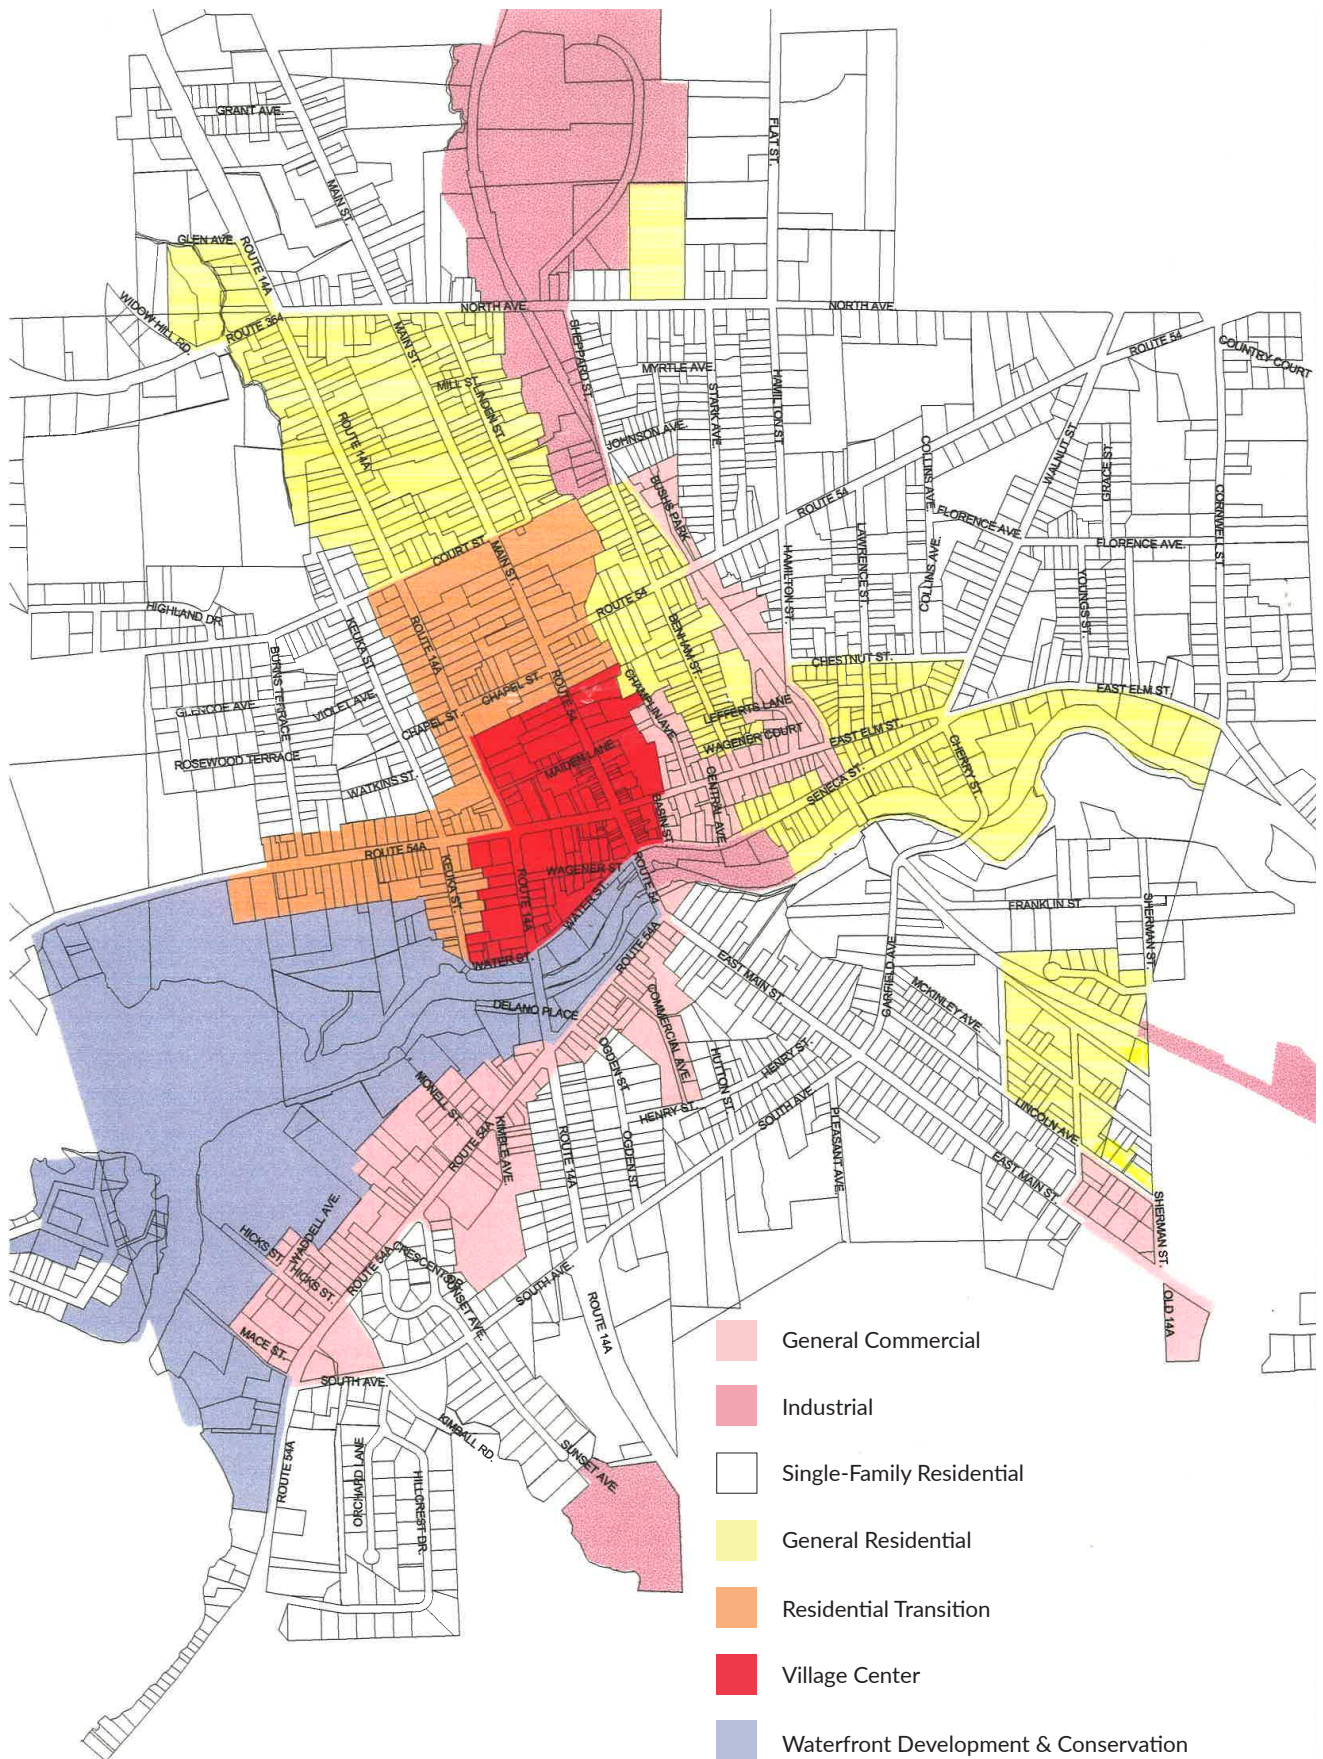 GRANT AVE.
FLAT ST.
MAIN ST.
GLEN AVE.
ROUTE 14A
WIDOW HILL RD.
ROUTE 36A
NORTH AVE.
NORTH AVE.
MAIN ST.
SHEPPARD ST.
ROUTE 54
COUNTRY COURT
MYRTLE AVE.
MILL ST.
LINDEN ST.
STARK AVE.
HAMILTON ST.
ROUTE 14A
JOHNSON AVE.
COLLINS AVE.
WALNUT ST.
GRACE ST.
BUSHS PARK
ROUTE 54
CORNWELL ST.
FLORENCE AVE.
FLORENCE AVE.
COURT ST.
MAIN ST.
HAMILTON ST.
LAWRENCE ST.
COLLINS AVE.
YOUNGS ST.
HIGHLAND DR.
KEUKA ST.
ROUTE 14A
ROUTE 54
BENHAM ST.
BURNS TERRACE
CHESTNUT ST.
CHAPEL ST.
ROUTE 54
CHAMPLIN AVE.
EAST ELM ST.
GLENCOE AVE.
VIOLET AVE.
CHAPEL ST.
LEFFERTS LANE
WAGENER COURT
EAST ELM ST.
ROSEWOOD TERRACE
WATKINS ST.
MAIDEN LANE
CENTRAL AVE.
SENECA ST.
CHERRY ST.
BASIN ST.
ROUTE 54A
KEUKA ST.
WAGENER ST.
ROUTE 14A
WATER ST.
ROUTE 54
FRANKLIN ST.
SHERMAN ST.
WATER ST.
ROUTE 54A
EAST MAIN ST.
GARFIELD AVE.
MCKINLEY AVE.
DELANO PLACE
COMMERCIAL AVE.
MONELL ST.
OGDEN ST.
HUTTON ST.
HENRY ST.
HENRY ST.
SOUTH AVE.
PLEASANT AVE.
LINCOLN AVE.
KIMBLE AVE.
ROUTE 54A
ROUTE 14A
OGDEN ST.
EAST MAIN ST.
SHERMAN ST.
WADDELL AVE.
HICKS ST.
HICKS ST.
ROUTE 54A
CRESCENT DR.
SUNSET AVE.
SOUTH AVE.
ROUTE 14A
OLD 14A
MACE ST.
SOUTH AVE.
KIMBALL RD.
SUNSET AVE.
ROUTE 54A
ORCHARD LANE
HILLCREST DR.
General Commercial
Industrial
Single-Family Residential
General Residential
Residential Transition
Village Center
Waterfront Development & Conservation